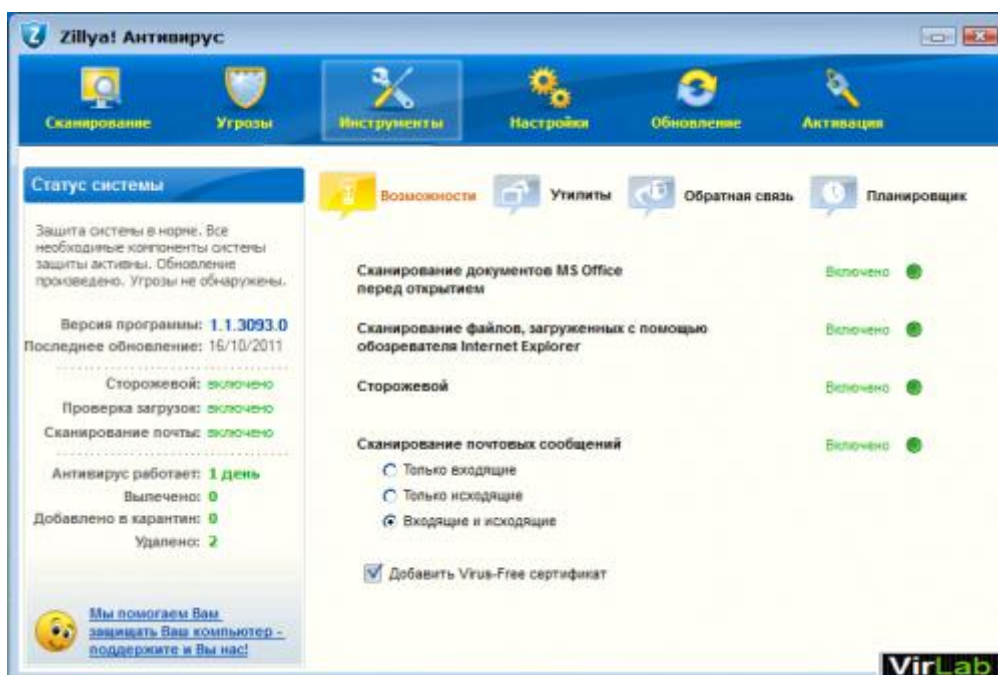 Zillya! Антивирус
Сканирование
Угрозы
Инструменты
Настройки
Обновление
Активация
Статус системы
Защита системы в норме. Все
необходимые компоненты системы
защиты активны. Обновление
произведено. Угрозы не обнаружены.
Версия программы: 1.1.3093.0
Последнее обновление: 16/10/2011
Сторожевой: включено
Проверка загрузок: включено
Сканирование почты: включено
Антивирус работает: 1 день
Вылечено: 0
Добавлено в карантин: 0
Удалено: 2
Мы помогаем Вам
защищать Ваш компьютер -
поддержите и Вы нас!
Возможности
Утилиты
Обратная связь
Планировщик
Сканирование документов MS Office
перед открытием
Включено
Сканирование файлов, загруженных с помощью
обозревателя Internet Explorer
Включено
Сторожевой
Включено
Сканирование почтовых сообщений
Включено
Только входящие
Только исходящие
Входящие и исходящие
Добавить Virus-Free сертификат
VirLab